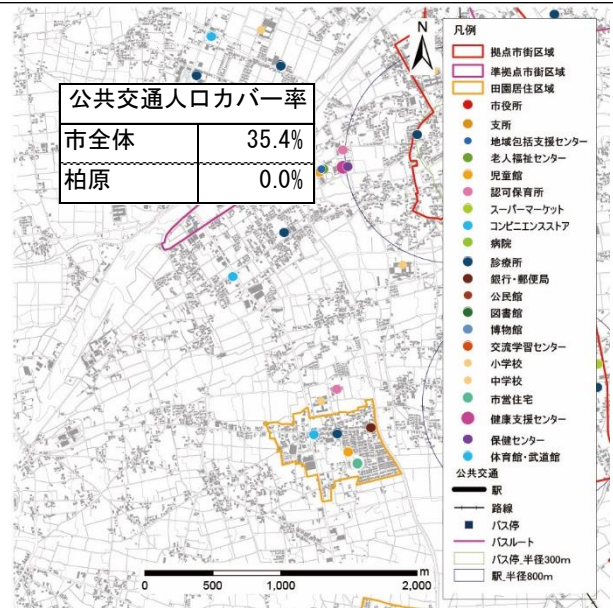 公共交通人口カバー率
市全体 35.4%
柏原 0.0%
N
凡例
拠点市街区域
準拠点市街区域
田園居住区域
市役所
支所
地域包括支援センター
老人福祉センター
児童館
認可保育所
スーパーマーケット
コンビニエンスストア
病院
診療所
銀行・郵便局
公民館
図書館
博物館
交流学習センター
小学校
中学校
市営住宅
健康支援センター
保健センター
体育館・武道館
公共交通
駅
路線
バス停
バスルート
バス停_半径300m
駅_半径800m
m
0 500 1,000 2,000